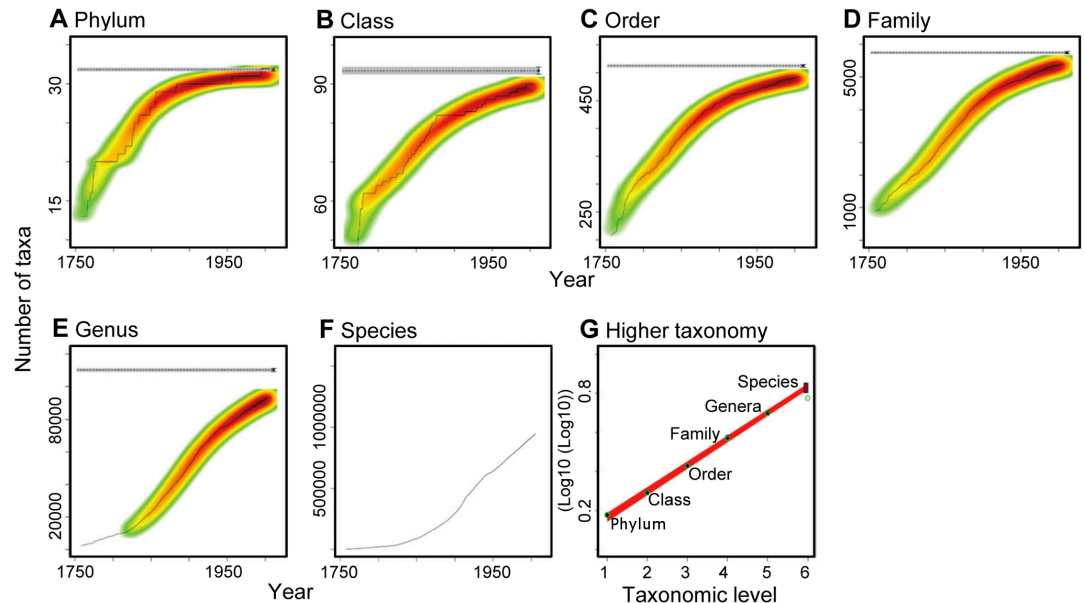 A Phylum
B Class
C Order
D Family
Number of taxa
30
15
1750
1950
90
60
1750
1950
450
250
1750
1950
5000
1000
1750
1950
Year
E Genus
F Species
G Higher taxonomy
80000
20000
1750
1950
Year
1000000
500000
1750
1950
(Log10 (Log10))
0.8
0.2
Species
Genera
Family
Order
Class
Phylum
1 2 3 4 5 6
Taxonomic level